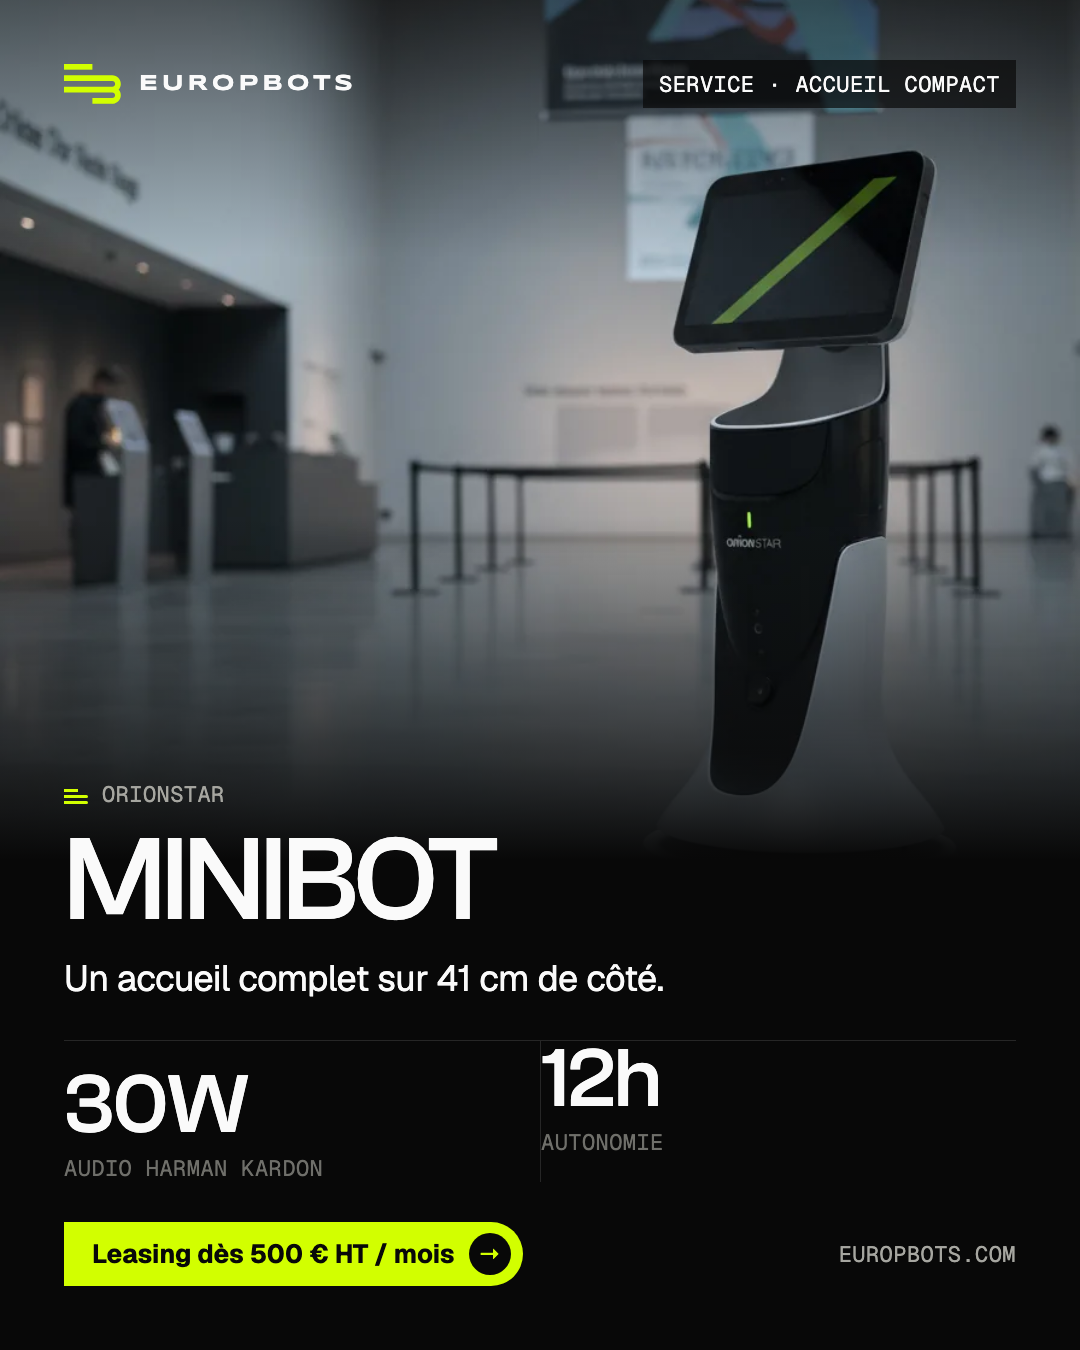 EUROPBOTS
SERVICE · ACCUEIL COMPACT
ORIONSTAR
ORIONSTAR
MINIBOT
Un accueil complet sur 41 cm de côté.
30W
12h
AUDIO HARMAN KARDON
AUTONOMIE
Leasing dès 500 € HT / mois
EUROPBOTS.COM